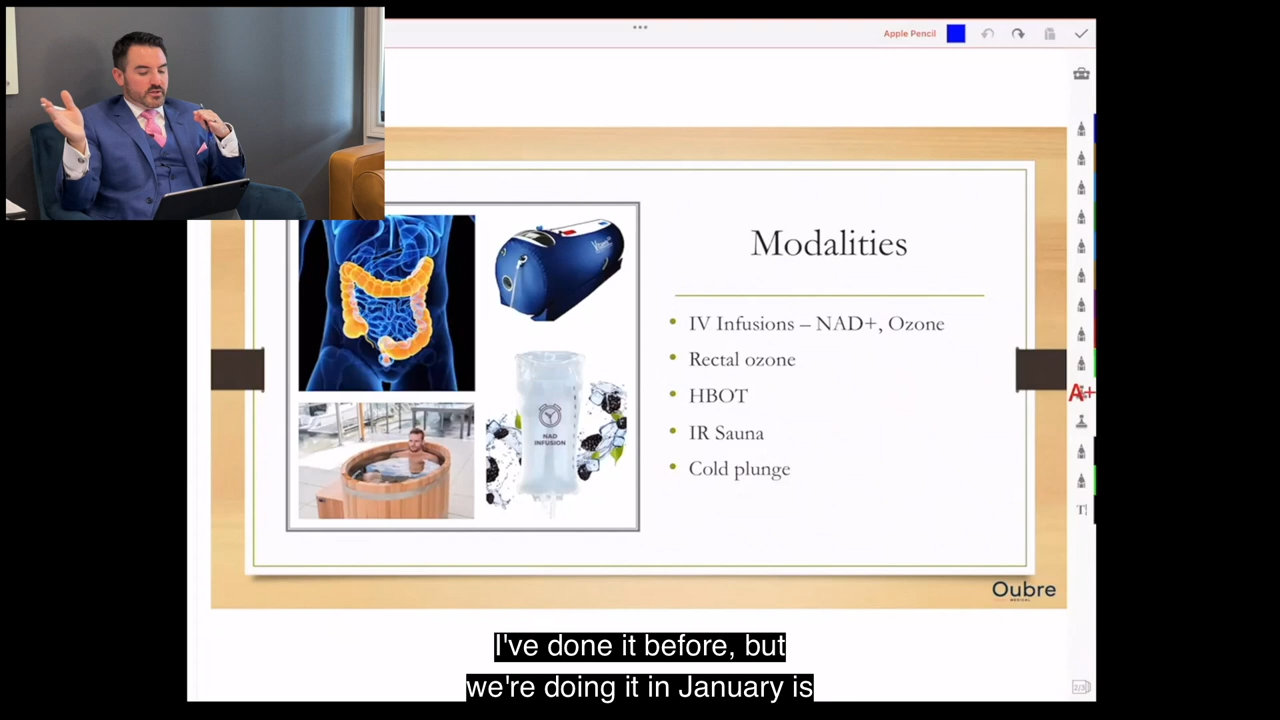 Apple Pencil
Modalities
• IV Infusions – NAD+, Ozone
• Rectal ozone
• HBOT
• IR Sauna
• Cold plunge
NAD
INFUSION
A+
T
Oubre
MEDICAL
I've done it before, but
we're doing it in January is